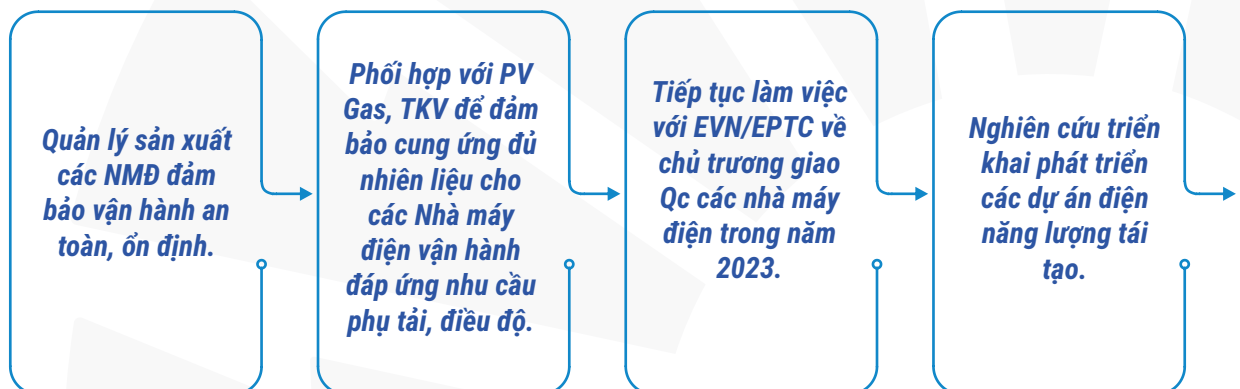 Quản lý sản xuất
các NMĐ đảm
bảo vận hành an
toàn, ổn định.
Phối hợp với PV
Gas, TKV để đảm
bảo cung ứng đủ
nhiên liệu cho
các Nhà máy
điện vận hành
đáp ứng nhu cầu
phụ tải, điều độ.
Tiếp tục làm việc
với EVN/EPTC về
chủ trương giao
Qc các nhà máy
điện trong năm
2023.
Nghiên cứu triển
khai phát triển
các dự án điện
năng lượng tái
tạo.